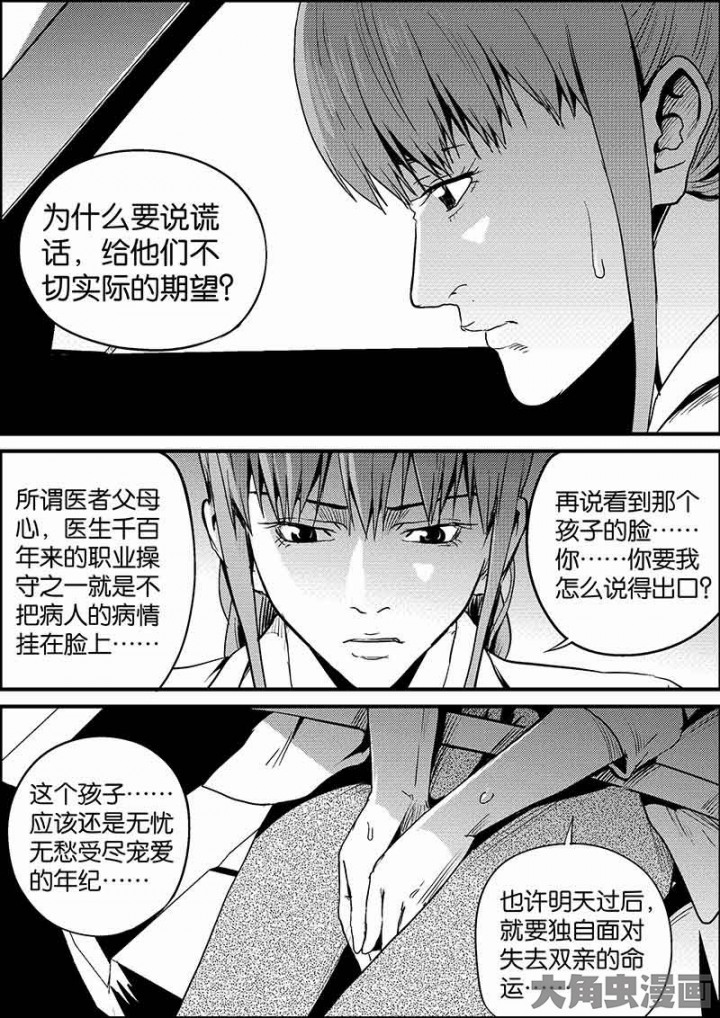 为什么要说谎
话，给他们不
切实际的期望？
所谓医者父母
心，医生千百
年来的职业操
守之一就是不
把病人的病情
挂在脸上……
再说看到那个
孩子的脸……
你……你要我
怎么说得出口？
这个孩子……
应该还是无忧
无愁受尽宠爱
的年纪……
也许明天过后，
就要独自面对
失去双亲的命
运……
大角虫漫画